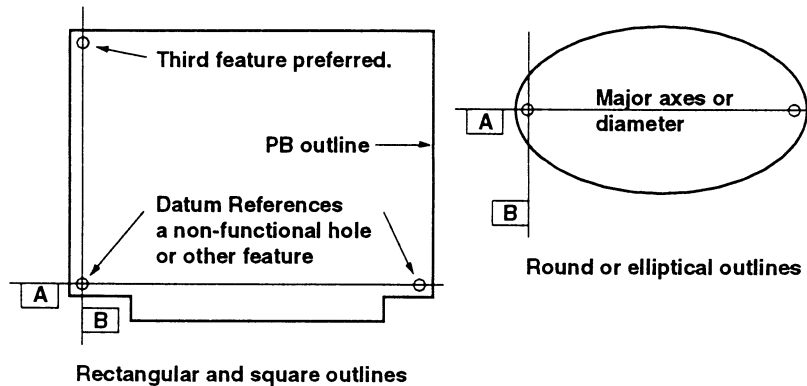 Third feature preferred.
PB outline
Datum References
a non-functional hole
or other feature
A
B
Rectangular and square outlines
Major axes or
diameter
A
B
Round or elliptical outlines